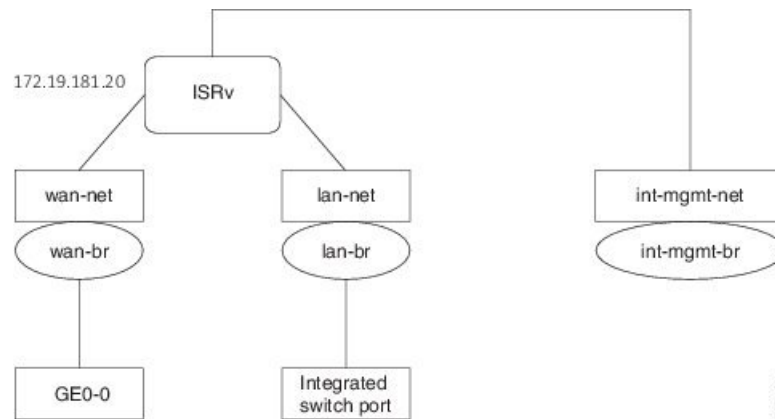 172.19.181.20
ISRv
wan-net
lan-net
int-mgmt-net
wan-br
lan-br
int-mgmt-br
GE0-0
Integrated
switch port